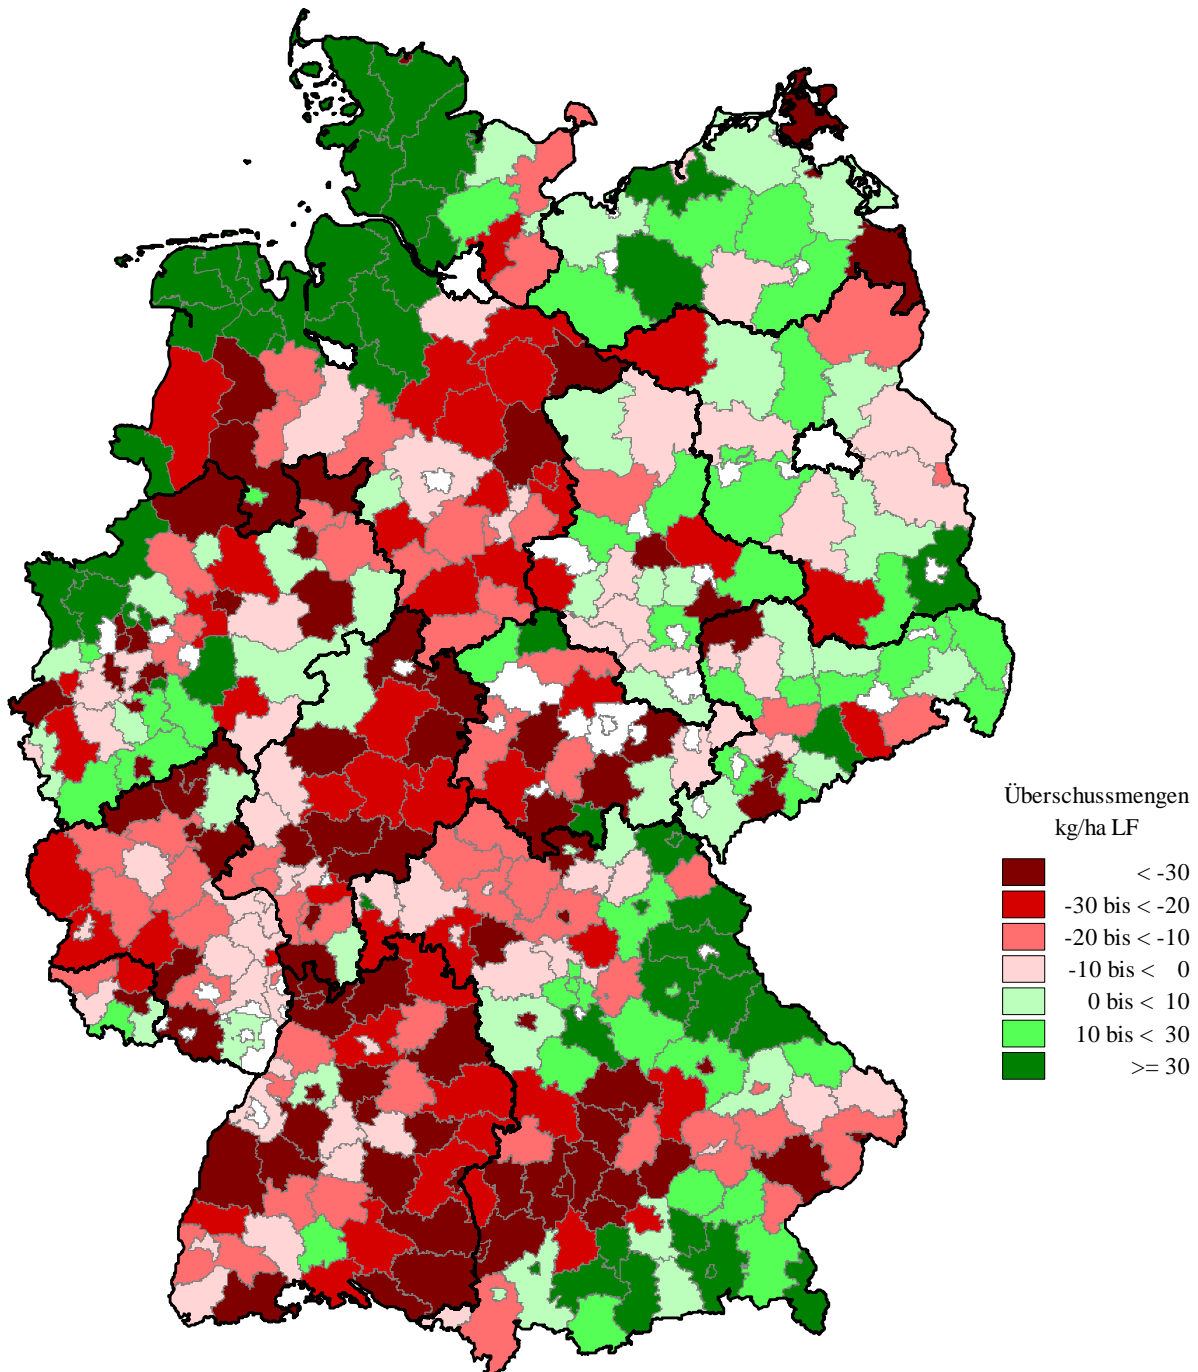 Überschussmengen
kg/ha LF
< -30
-30 bis < -20
-20 bis < -10
-10 bis < 0
0 bis < 10
10 bis < 30
>= 30